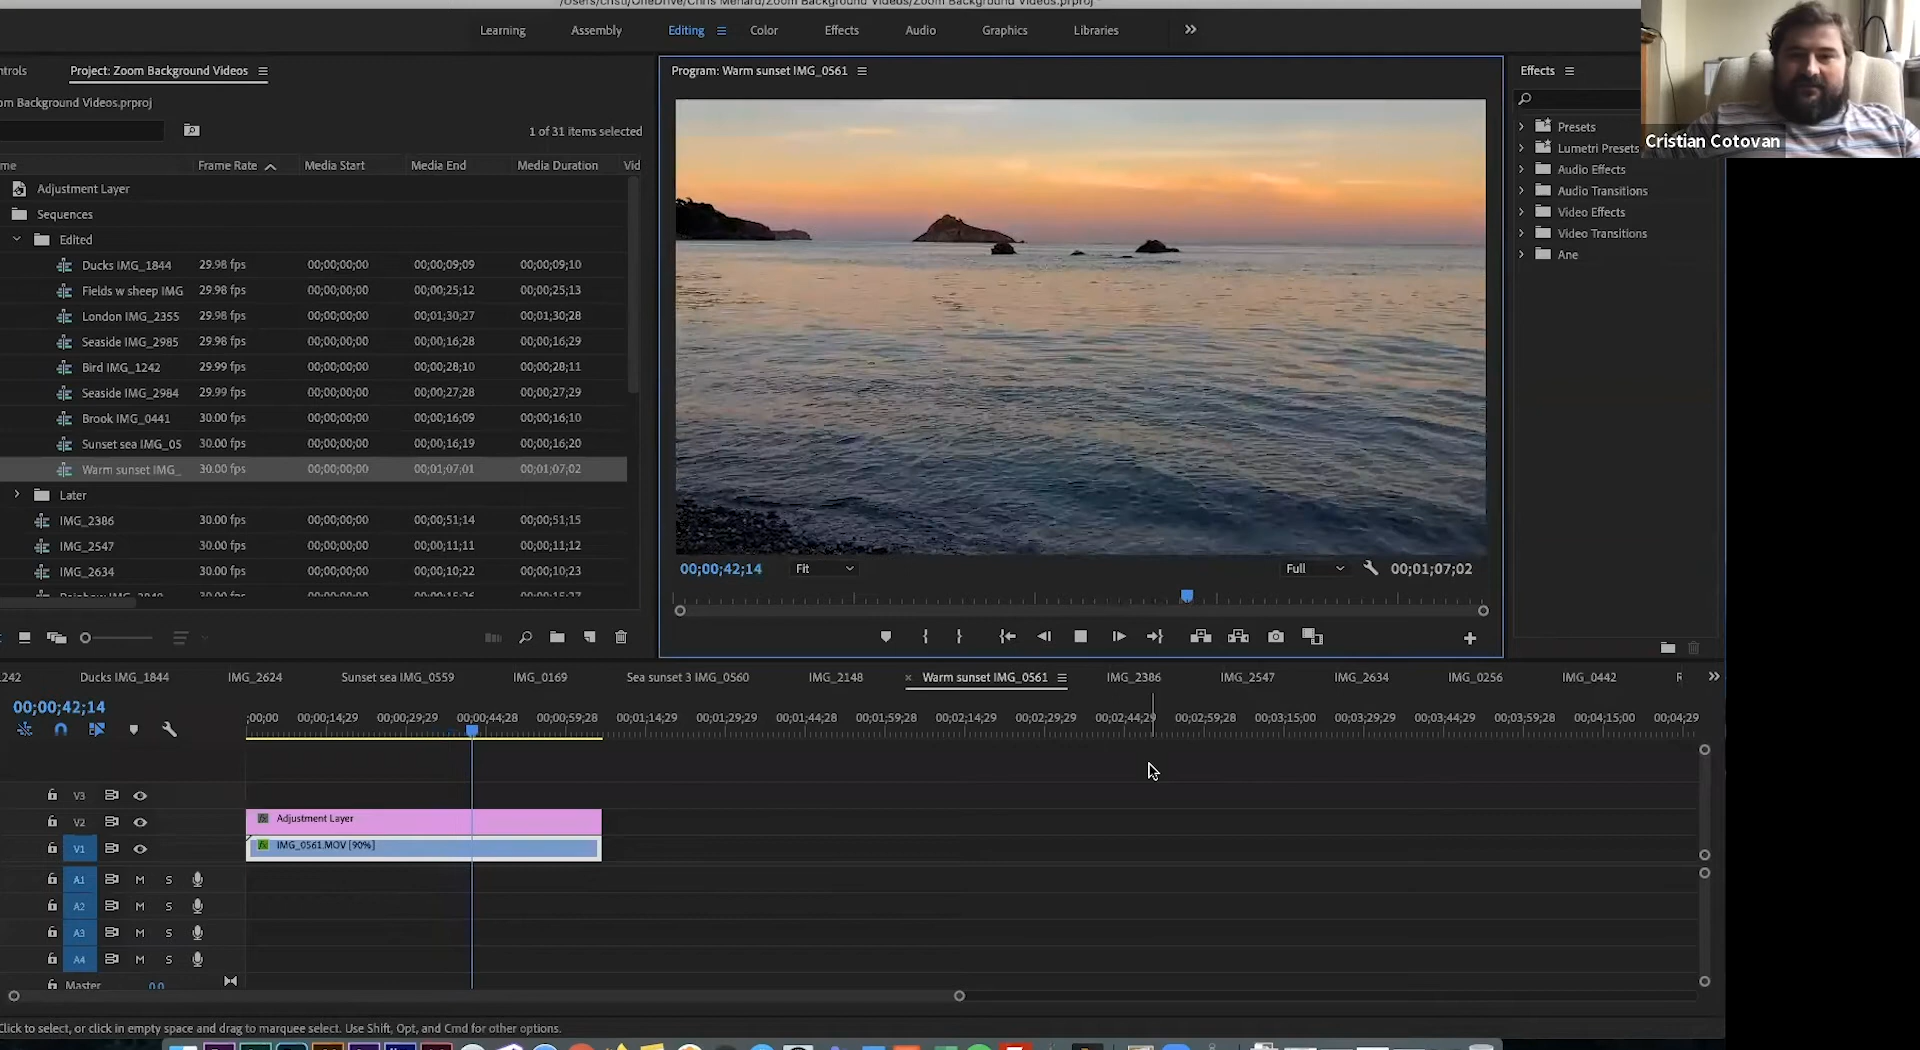 /Users/cristi/OneDrive/Chris Menard/Zoom Background Videos/Zoom Background Videos.prproj *
Learning Assembly Editing Color Effects Audio Graphics Libraries
ntrols Project: Zoom Background Videos
om Background Videos.prproj
1 of 31 items selected
me Frame Rate Media Start Media End Media Duration Vid
Adjustment Layer
Sequences
Edited
Ducks IMG_1844 29.98 fps 00;00;00;00 00;00;09;09 00;00;09;10
Fields w sheep IMG 29.98 fps 00;00;00;00 00;00;25;12 00;00;25;13
London IMG_2355 29.98 fps 00;00;00;00 00;01;30;27 00;01;30;28
Seaside IMG_2985 29.98 fps 00;00;00;00 00;00;16;28 00;00;16;29
Bird IMG_1242 29.99 fps 00;00;00;00 00;00;28;10 00;00;28;11
Seaside IMG_2984 29.99 fps 00;00;00;00 00;00;27;28 00;00;27;29
Brook IMG_0441 30.00 fps 00;00;00;00 00;00;16;09 00;00;16;10
Sunset sea IMG_05 30.00 fps 00;00;00;00 00;00;16;19 00;00;16;20
Warm sunset IMG_ 30.00 fps 00;00;00;00 00;01;07;01 00;01;07;02
Later
IMG_2386 30.00 fps 00;00;00;00 00;00;51;14 00;00;51;15
IMG_2547 30.00 fps 00;00;00;00 00;00;11;11 00;00;11;12
IMG_2634 30.00 fps 00;00;00;00 00;00;10;22 00;00;10;23
Program: Warm sunset IMG_0561
00;00;42;14 Fit Full 00;01;07;02
Effects
Presets
Lumetri Presets
Audio Effects
Audio Transitions
Video Effects
Video Transitions
Ane
Cristian Cotovan
242 Ducks IMG_1844 IMG_2624 Sunset sea IMG_0559 IMG_0169 Sea sunset 3 IMG_0560 IMG_2148 × Warm sunset IMG_0561 IMG_2386 IMG_2547 IMG_2634 IMG_0256 IMG_0442
00;00;42;14
;00;00 00;00;14;29 00;00;29;29 00;00;44;28 00;00;59;28 00;01;14;29 00;01;29;29 00;01;44;28 00;01;59;28 00;02;14;29 00;02;29;29 00;02;44;29 00;02;59;28 00;03;15;00 00;03;29;29 00;03;44;29 00;03;59;28 00;04;15;00 00;04;29
V3
V2 fx Adjustment Layer
V1 fx IMG_0561.MOV [90%]
A1 M S
A2 M S
A3 M S
A4 M S
Master 0.0
Click to select, or click in empty space and drag to marquee select. Use Shift, Opt, and Cmd for other options.